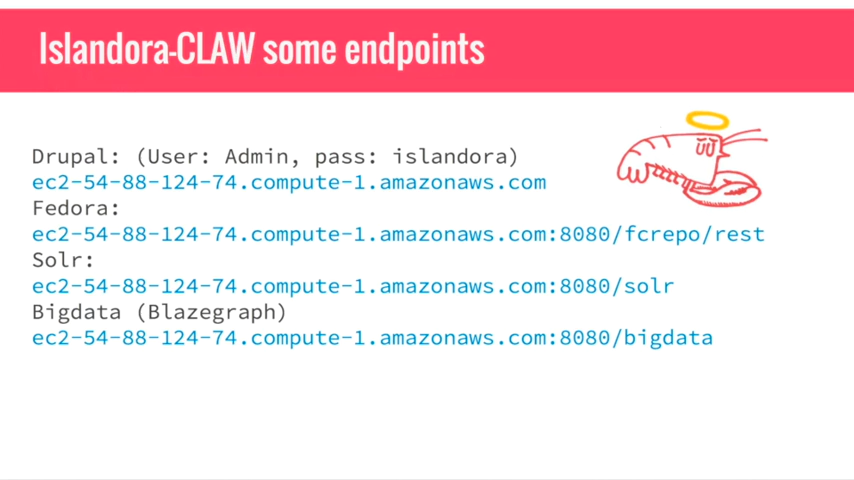 Islandora-CLAW some endpoints
Drupal: (User: Admin, pass: islandora)
ec2-54-88-124-74.compute-1.amazonaws.com
Fedora:
ec2-54-88-124-74.compute-1.amazonaws.com:8080/fcrepo/rest
Solr:
ec2-54-88-124-74.compute-1.amazonaws.com:8080/solr
Bigdata (Blazegraph)
ec2-54-88-124-74.compute-1.amazonaws.com:8080/bigdata